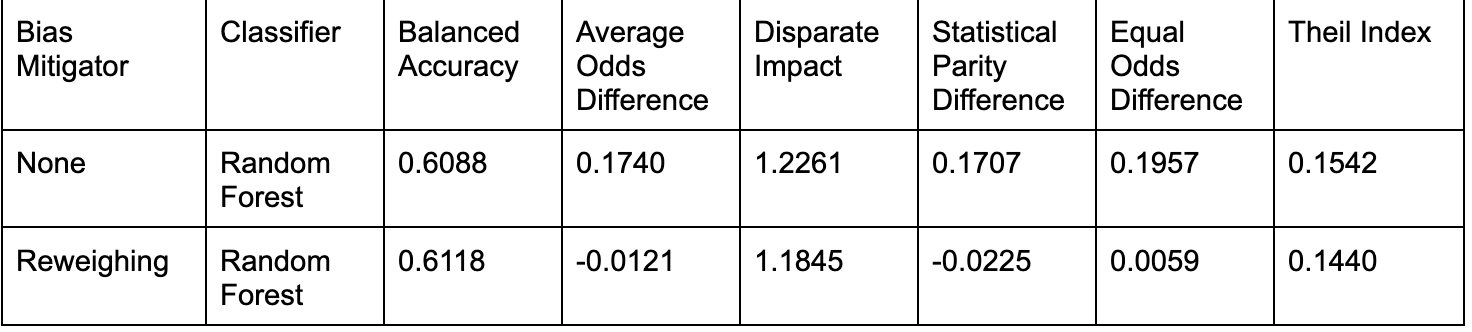 Bias Mitigator
Classifier
Balanced Accuracy
Average Odds Difference
Disparate Impact
Statistical Parity Difference
Equal Odds Difference
Theil Index
None
Random Forest
0.6088
0.1740
1.2261
0.1707
0.1957
0.1542
Reweighing
Random Forest
0.6118
-0.0121
1.1845
-0.0225
0.0059
0.1440